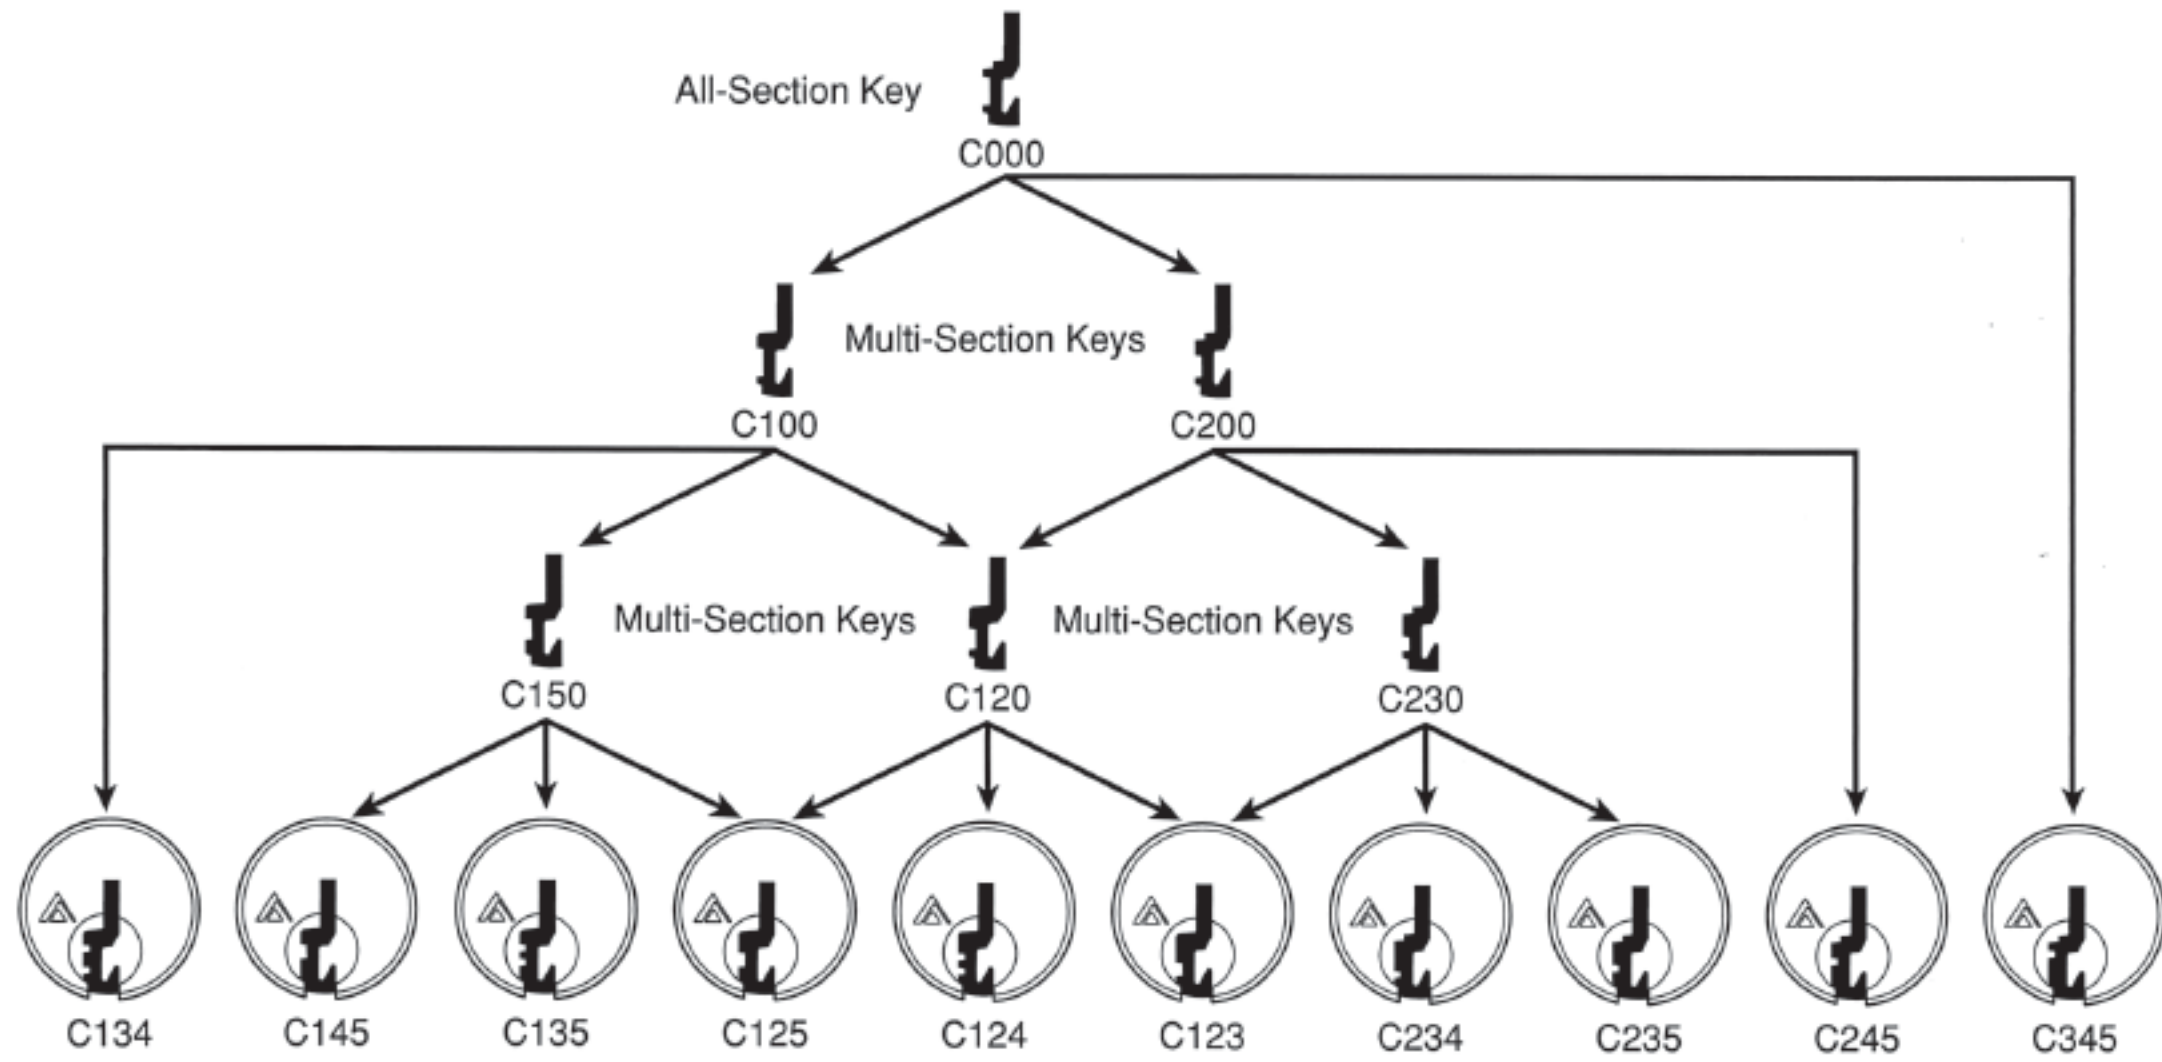 All-Section Key
C000
Multi-Section Keys
C100
C200
Multi-Section Keys
Multi-Section Keys
C150
C120
C230
C134
C145
C135
C125
C124
C123
C234
C235
C245
C345